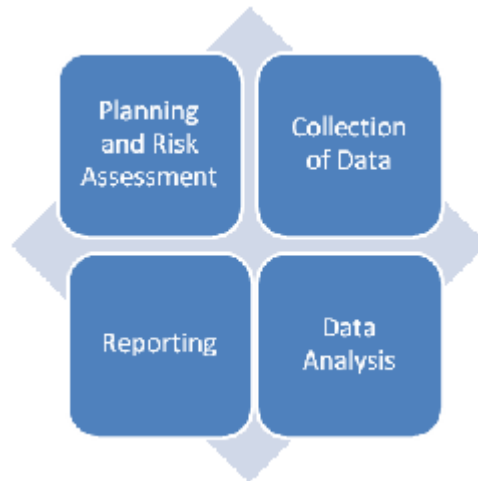 Planning
and Risk
Assessment
Collection
of Data
Reporting
Data
Analysis